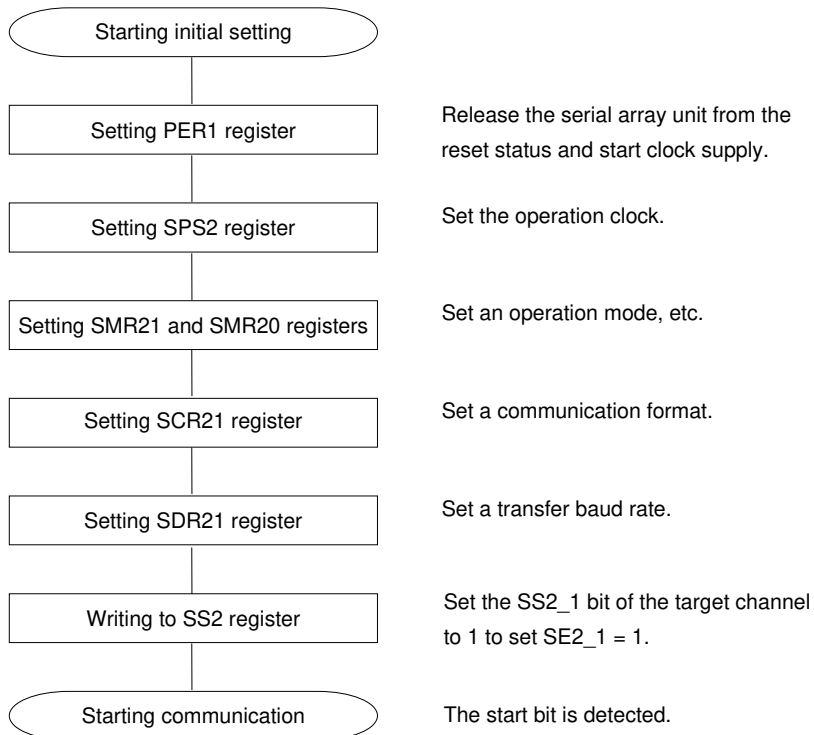 Starting initial setting
Setting PER1 register
Release the serial array unit from the
reset status and start clock supply.
Setting SPS2 register
Set the operation clock.
Setting SMR21 and SMR20 registers
Set an operation mode, etc.
Setting SCR21 register
Set a communication format.
Setting SDR21 register
Set a transfer baud rate.
Writing to SS2 register
Set the SS2_1 bit of the target channel
to 1 to set SE2_1 = 1.
Starting communication
The start bit is detected.